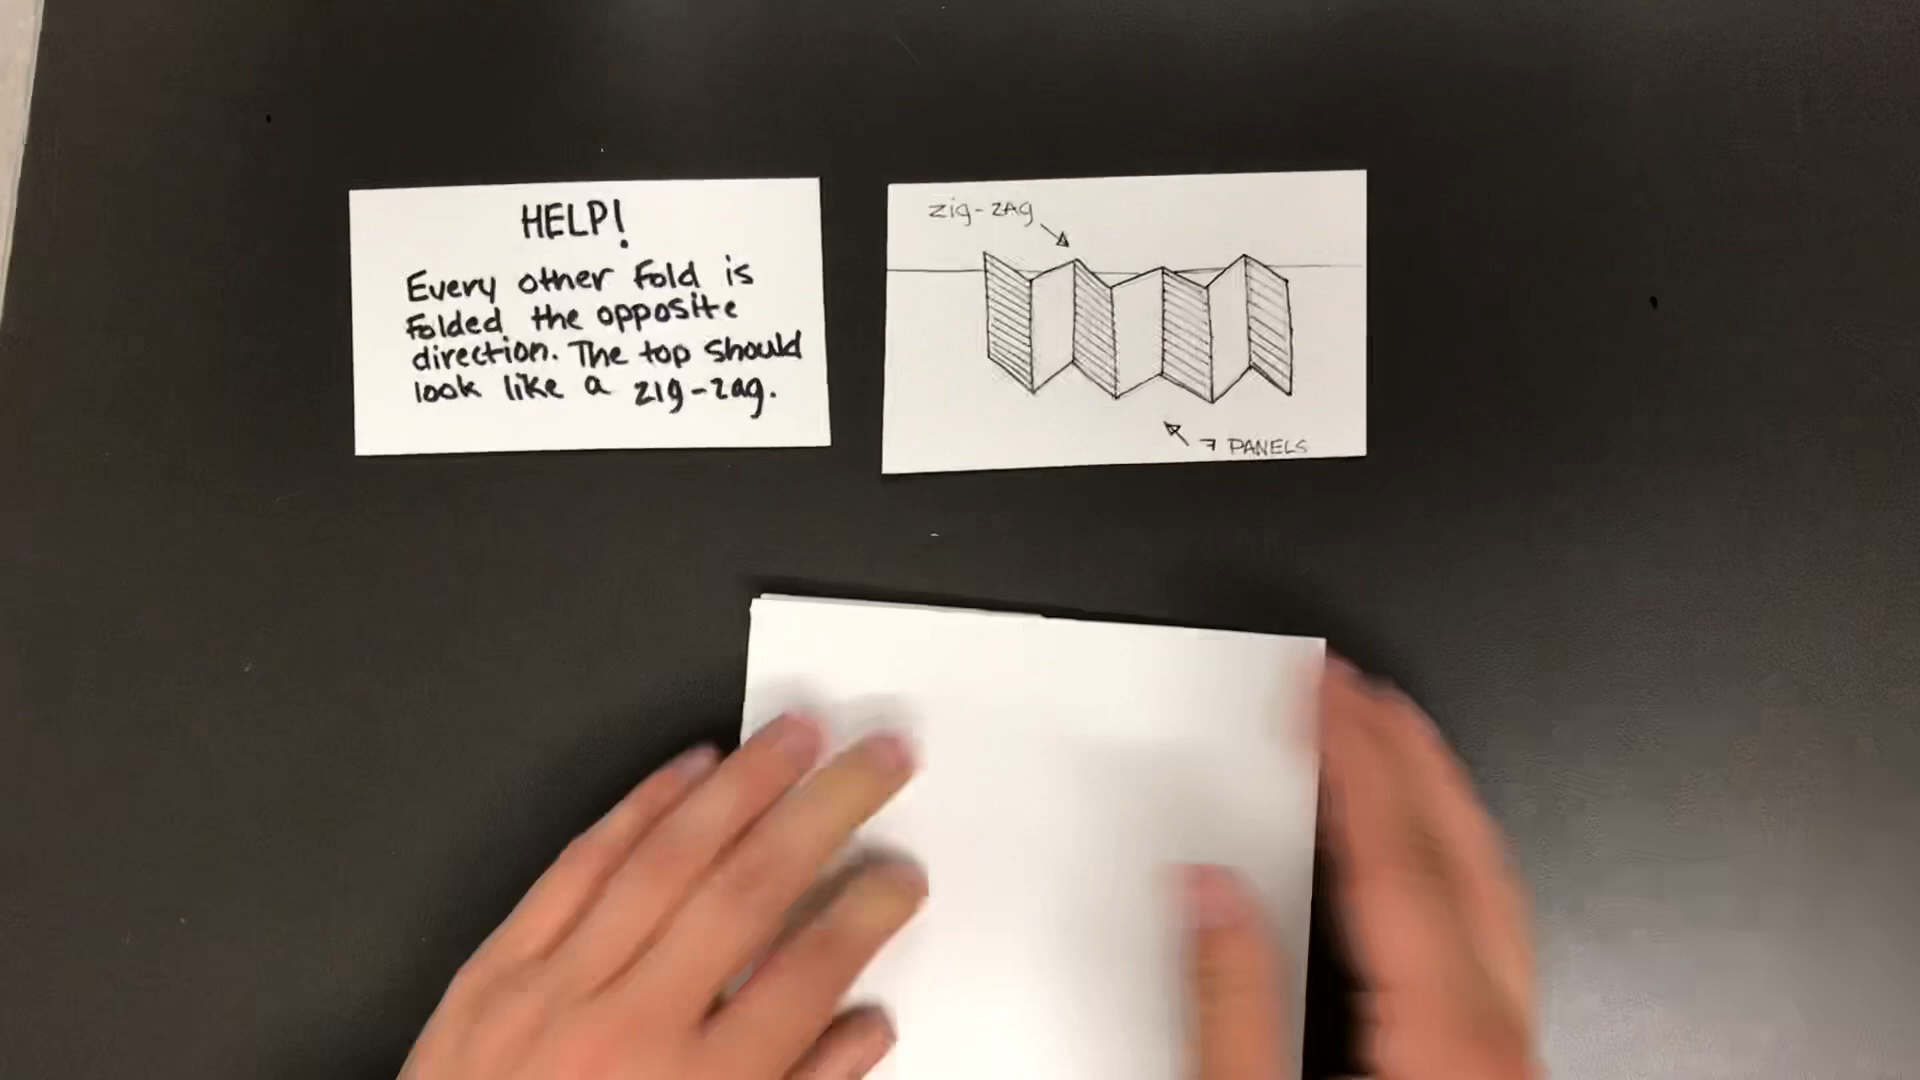 HELP!
Every other Fold is
Folded the opposite
direction. The top should
look like a zig-zag.
zig-zag
7 PANELS